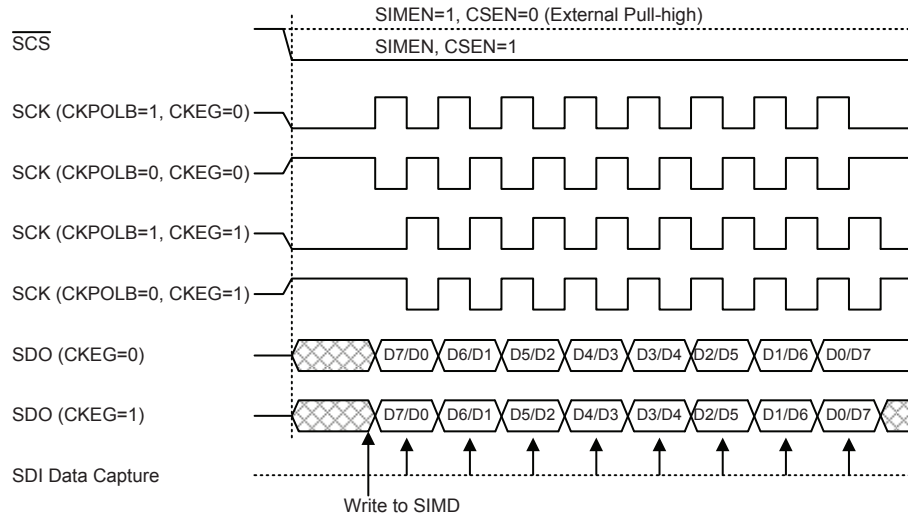 SIMEN=1, CSEN=0 (External Pull-high)
SCS
SIMEN, CSEN=1
SCK (CKPOLB=1, CKEG=0)
SCK (CKPOLB=0, CKEG=0)
SCK (CKPOLB=1, CKEG=1)
SCK (CKPOLB=0, CKEG=1)
SDO (CKEG=0) D7/D0 D6/D1 D5/D2 D4/D3 D3/D4 D2/D5 D1/D6 D0/D7
SDO (CKEG=1) D7/D0 D6/D1 D5/D2 D4/D3 D3/D4 D2/D5 D1/D6 D0/D7
SDI Data Capture
Write to SIMD